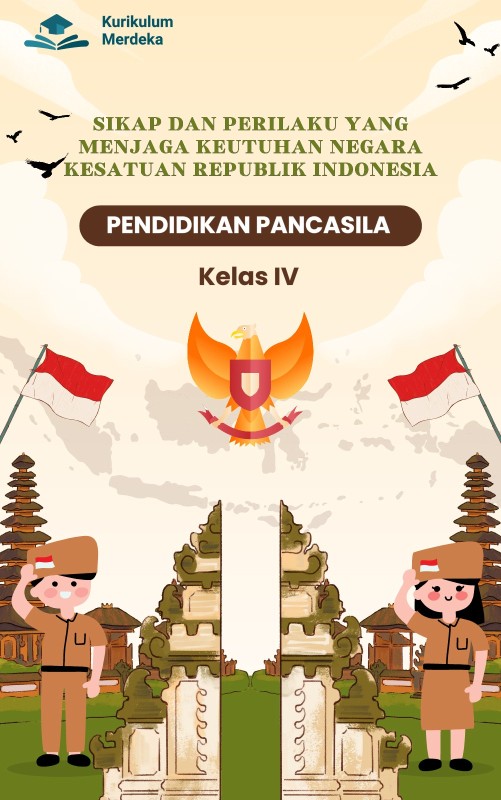 Kurikulum
Merdeka
SIKAP DAN PERILAKU YANG
MENJAGA KEUTUHAN NEGARA
KESATUAN REPUBLIK INDONESIA
PENDIDIKAN PANCASILA
Kelas IV